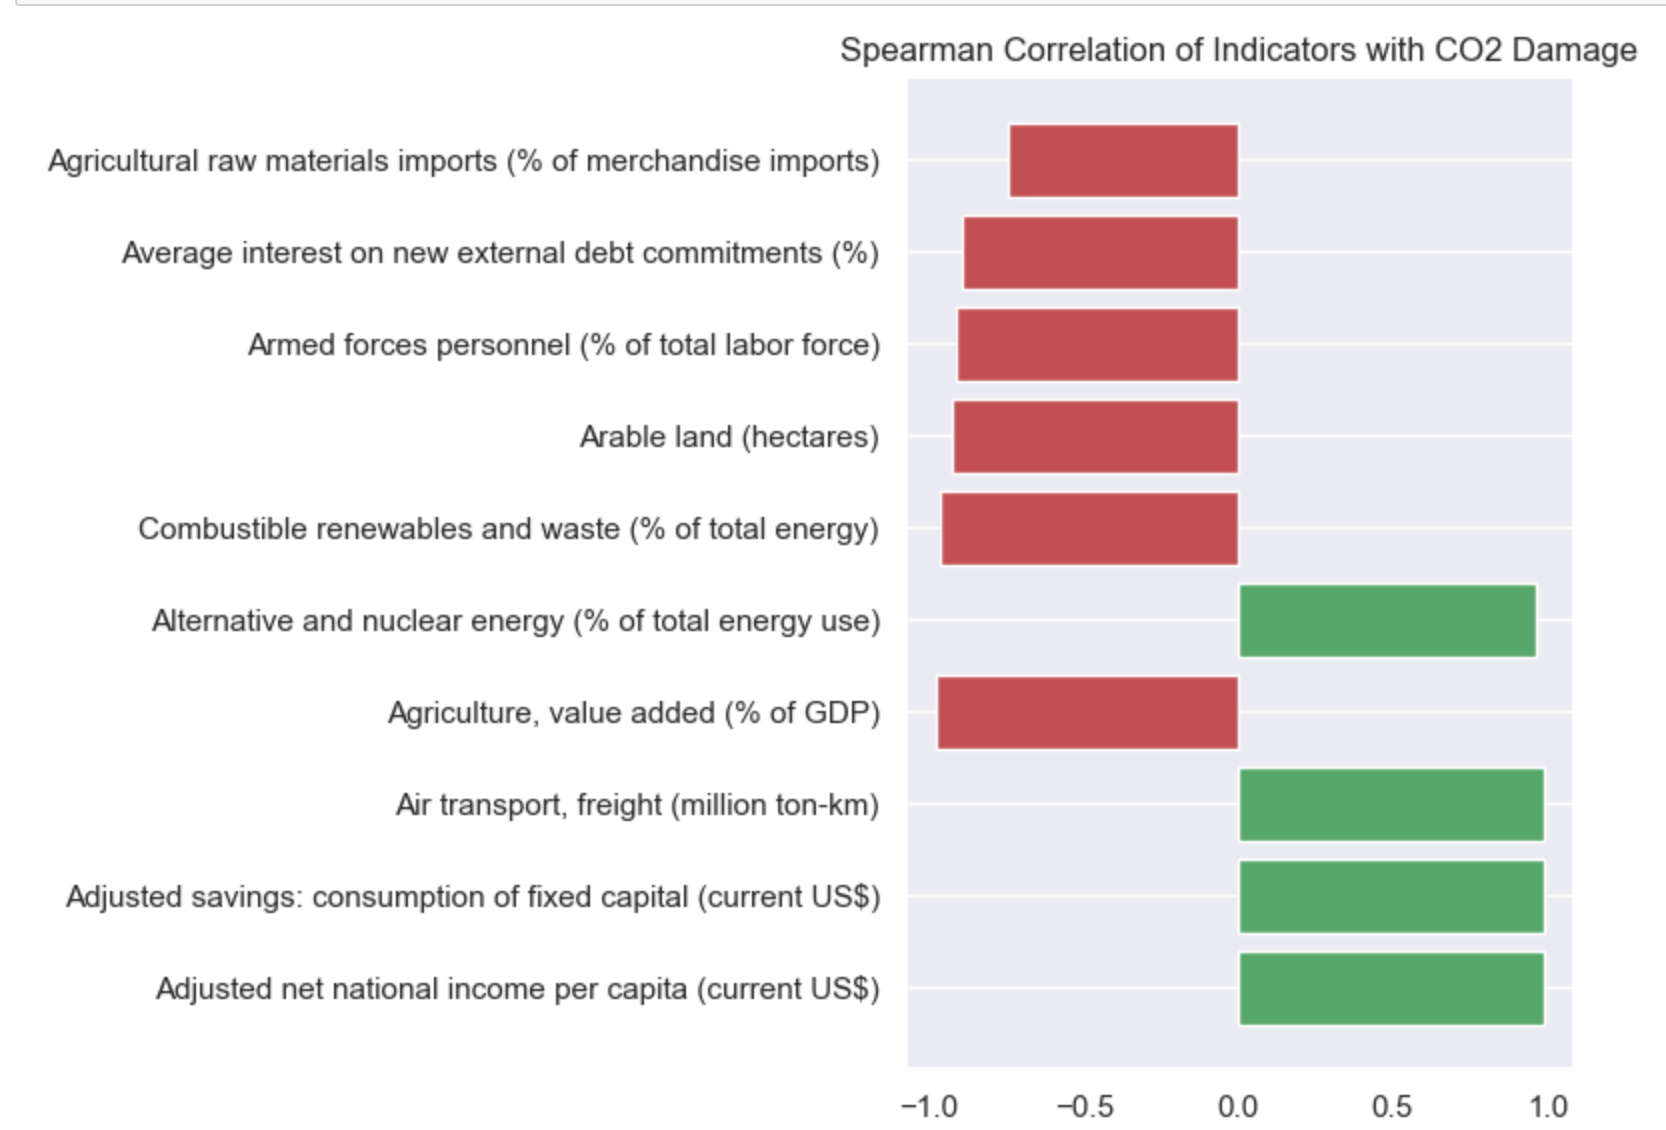 Spearman Correlation of Indicators with CO2 Damage
Agricultural raw materials imports (% of merchandise imports)
Average interest on new external debt commitments (%)
Armed forces personnel (% of total labor force)
Arable land (hectares)
Combustible renewables and waste (% of total energy)
Alternative and nuclear energy (% of total energy use)
Agriculture, value added (% of GDP)
Air transport, freight (million ton-km)
Adjusted savings: consumption of fixed capital (current US$)
Adjusted net national income per capita (current US$)
−1.0 −0.5 0.0 0.5 1.0